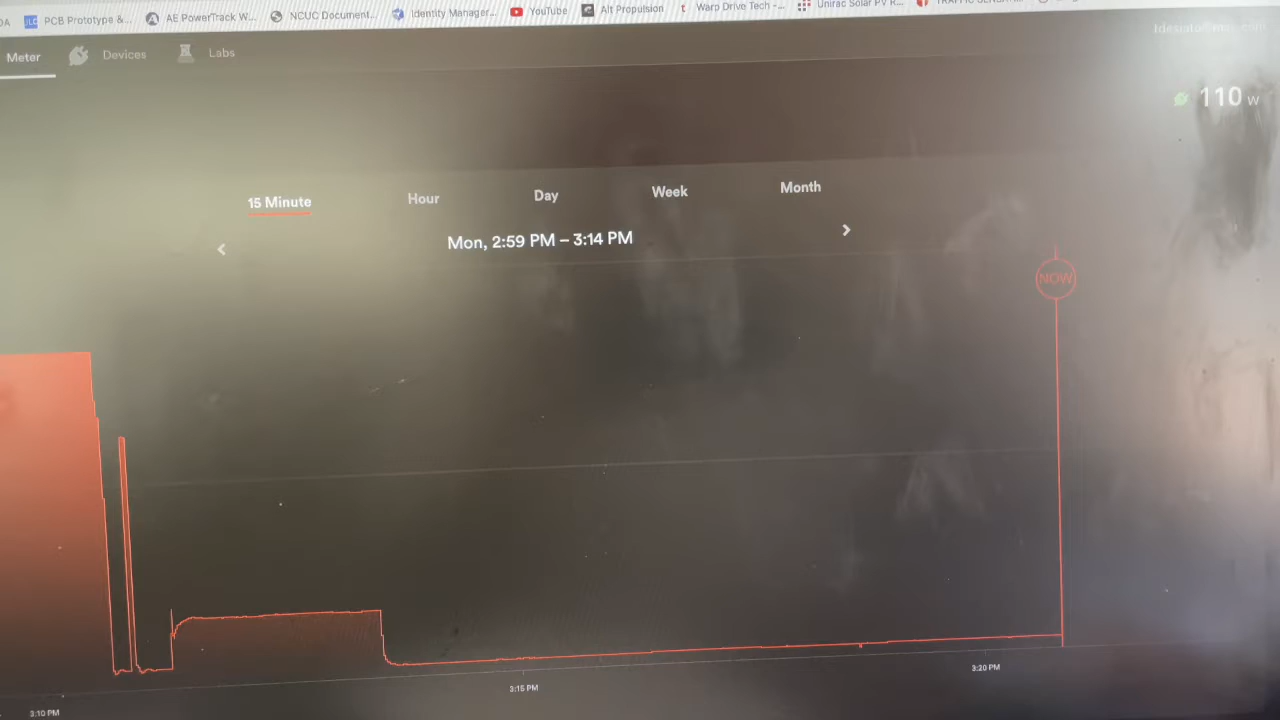 PCB Prototype &... AE PowerTrack W... NCUC Document... Identity Manager... YouTube Alt Propulsion Warp Drive Tech -... Unirac Solar PV R...
Meter Devices Labs
110 w
15 Minute Hour Day Week Month
Mon, 2:59 PM – 3:14 PM
NOW
3:10 PM 3:15 PM 3:20 PM